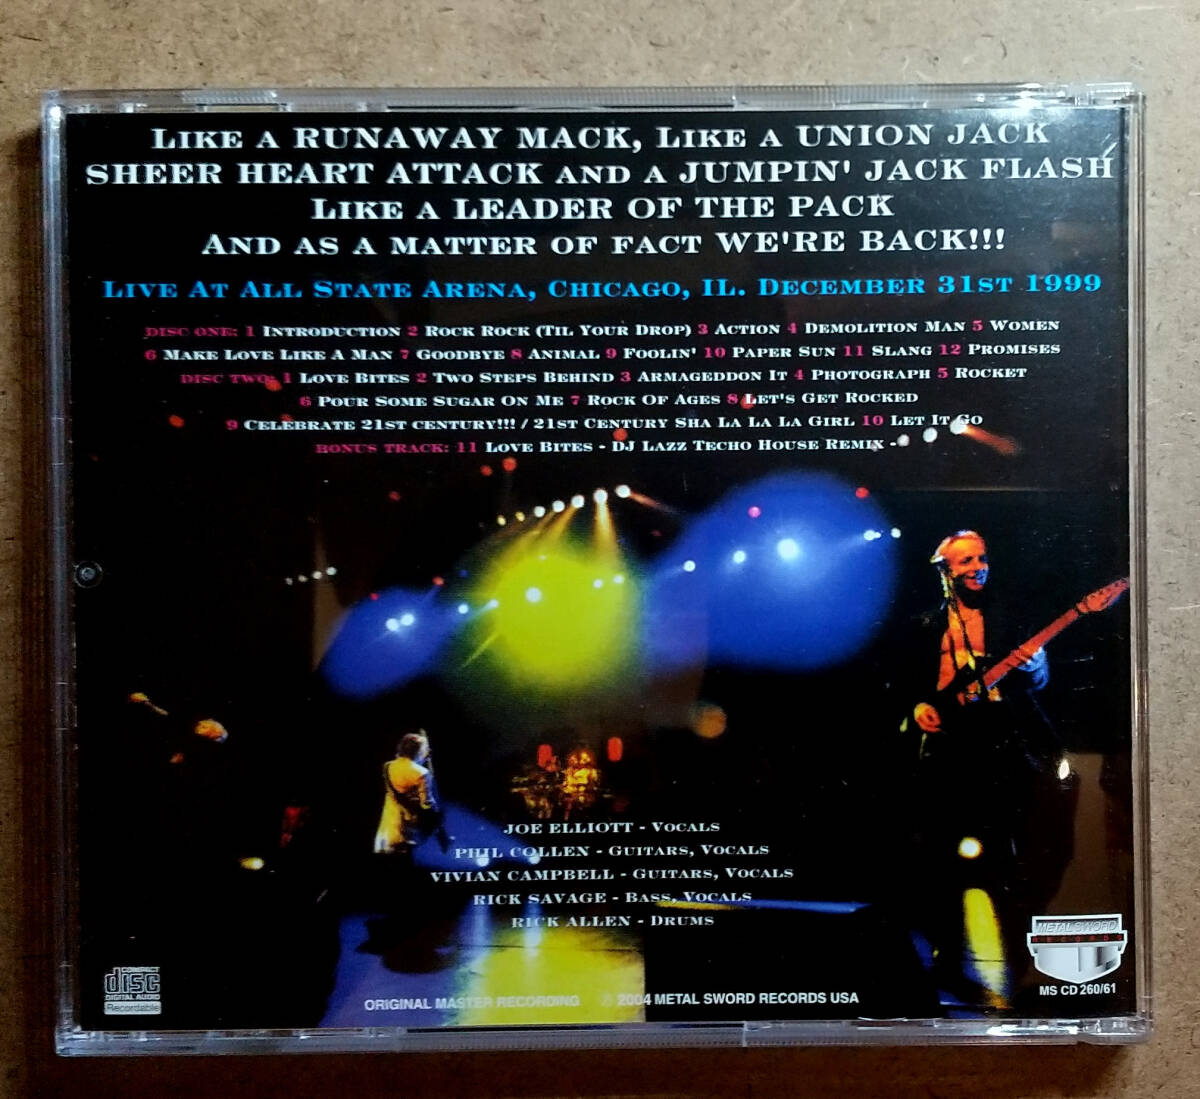 LIKE A RUNAWAY MACK, LIKE A UNION JACK
SHEER HEART ATTACK AND A JUMPIN' JACK FLASH
LIKE A LEADER OF THE PACK
AND AS A MATTER OF FACT WE'RE BACK!!!
LIVE AT ALL STATE ARENA, CHICAGO, IL. DECEMBER 31ST 1999
DISC ONE: 1 INTRODUCTION 2 ROCK ROCK (TIL YOUR DROP) 3 ACTION 4 DEMOLITION MAN 5 WOMEN
6 MAKE LOVE LIKE A MAN 7 GOODBYE 8 ANIMAL 9 FOOLIN' 10 PAPER SUN 11 SLANG 12 PROMISES
DISC TWO: 1 LOVE BITES 2 TWO STEPS BEHIND 3 ARMAGEDDON IT 4 PHOTOGRAPH 5 ROCKET
6 POUR SOME SUGAR ON ME 7 ROCK OF AGES 8 LET'S GET ROCKED
9 CELEBRATE 21ST CENTURY!!! / 21ST CENTURY SHA LA LA LA GIRL 10 LET IT GO
BONUS TRACK: 11 LOVE BITES - DJ LAZZ TECHO HOUSE REMIX -
JOE ELLIOTT - VOCALS
PHIL COLLEN - GUITARS, VOCALS
VIVIAN CAMPBELL - GUITARS, VOCALS
RICK SAVAGE - BASS, VOCALS
RICK ALLEN - DRUMS
METAL SWORD
RECORDS
MS CD 260/61
COMPACT
disc
DIGITAL AUDIO
Recordable
ORIGINAL MASTER RECORDING ℗ 2004 METAL SWORD RECORDS USA